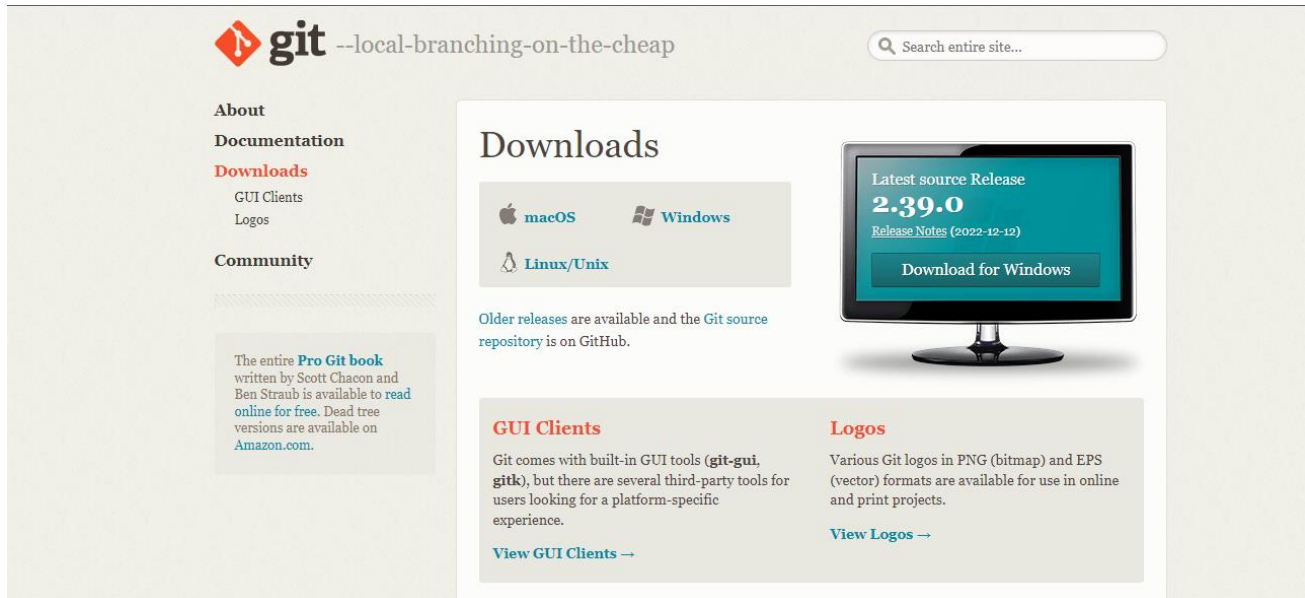 git --local-branching-on-the-cheap
Search entire site...
About
Documentation
Downloads
GUI Clients
Logos
Community
The entire Pro Git book
written by Scott Chacon and
Ben Straub is available to read
online for free. Dead tree
versions are available on
Amazon.com.
Downloads
macOS
Windows
Linux/Unix
Older releases are available and the Git source
repository is on GitHub.
Latest source Release
2.39.0
Release Notes (2022-12-12)
Download for Windows
GUI Clients
Git comes with built-in GUI tools (git-gui,
gitk), but there are several third-party tools for
users looking for a platform-specific
experience.
View GUI Clients →
Logos
Various Git logos in PNG (bitmap) and EPS
(vector) formats are available for use in online
and print projects.
View Logos →